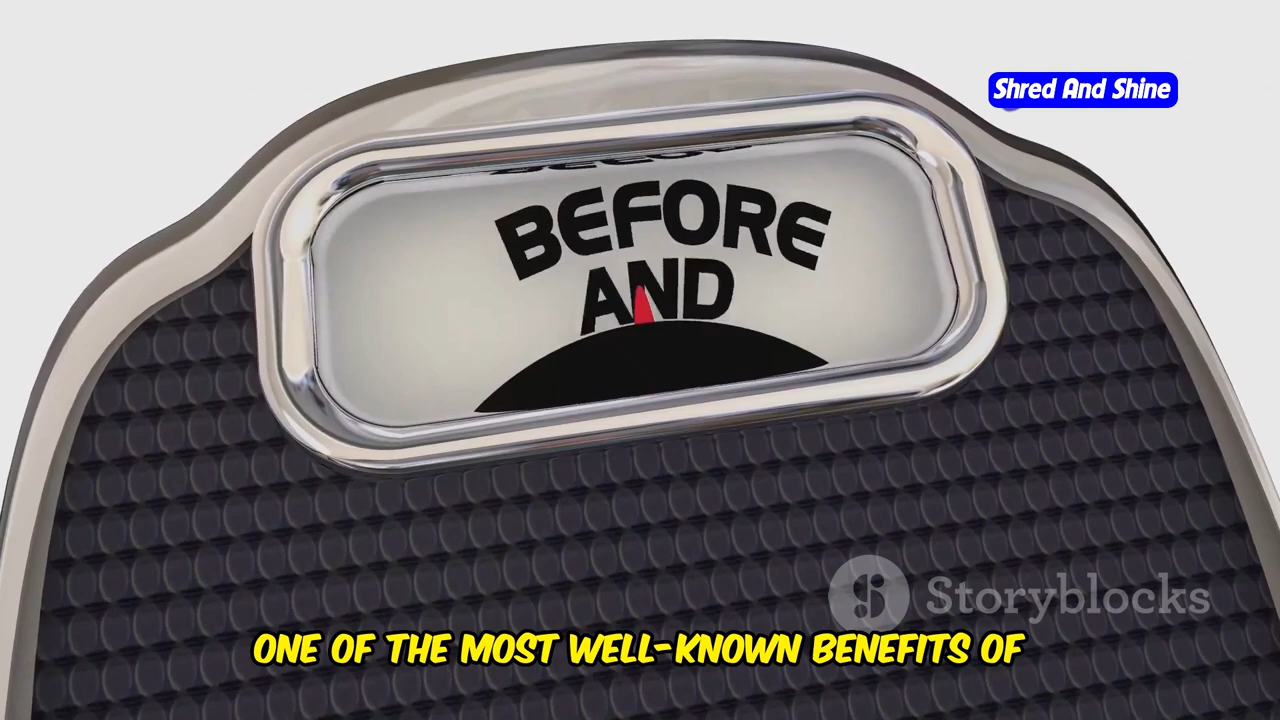 Shred And Shine
BEFORE
AND
Storyblocks
ONE OF THE MOST WELL-KNOWN BENEFITS OF